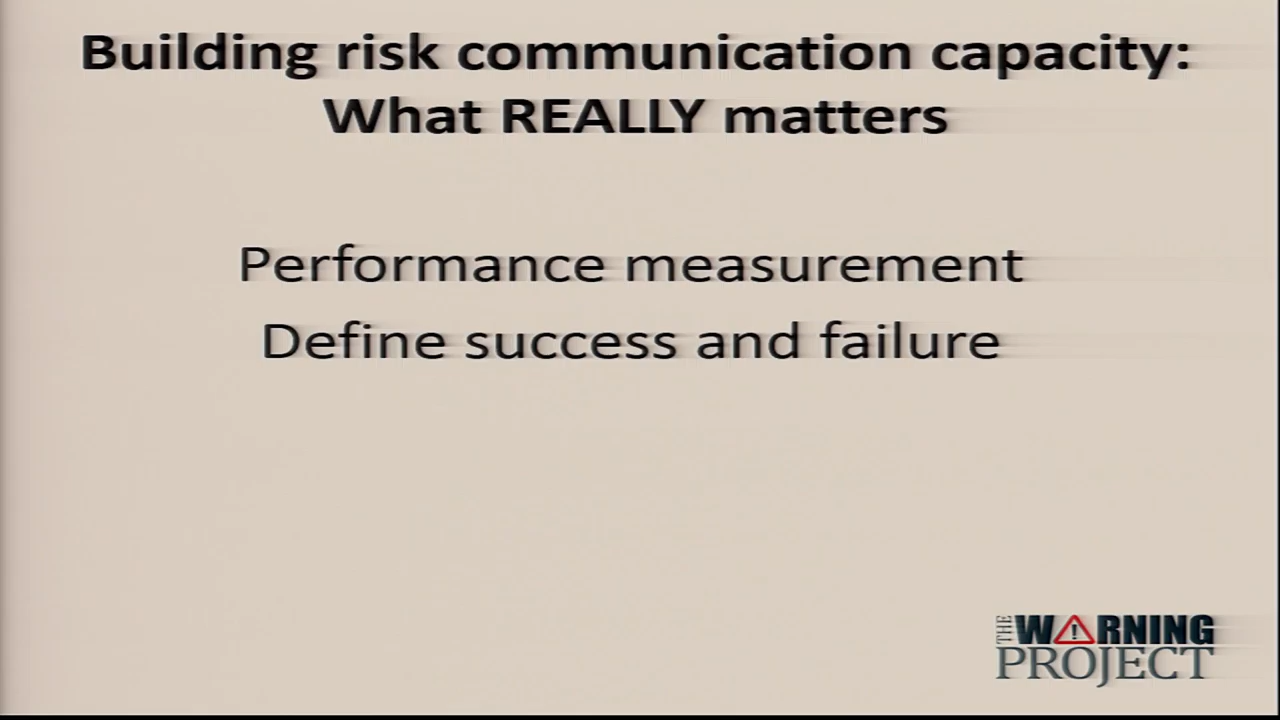 Building risk communication capacity:
What REALLY matters
Performance measurement
Define success and failure
THE WARNING
PROJECT